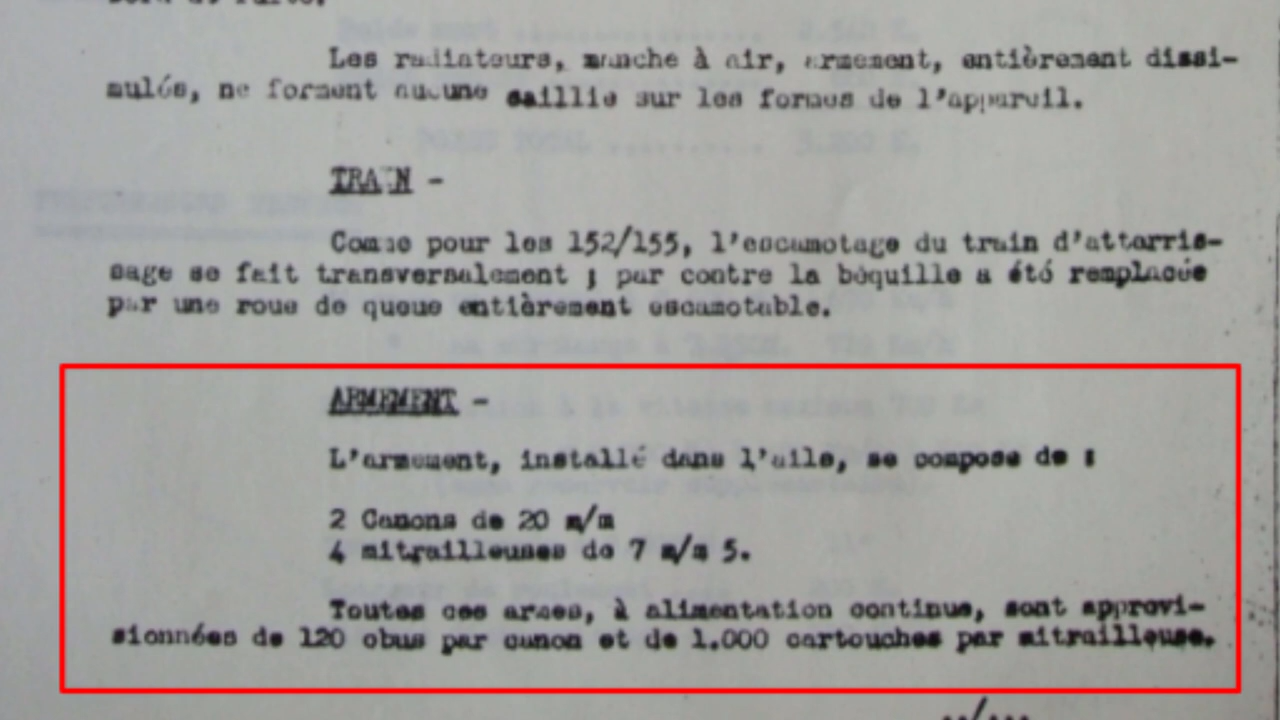 Les radiateurs, manche à air, armement, entièrement dissi-
mulés, ne forment aucune saillie sur les formes de l'appareil.
TRAIN -
Comme pour les 152/155, l'escamotage du train d'atterris-
sage se fait transversalement ; par contre la béquille a été remplacée
par une roue de queue entièrement escamotable.
ARMEMENT -
L'armement, installé dans l'aile, se compose de :
2 Canons de 20 m/m
4 mitrailleuses de 7 m/m 5.
Toutes ces armes, à alimentation continue, sont approvi-
sionnées de 120 obus par canon et de 1.000 cartouches par mitrailleuse.
../...